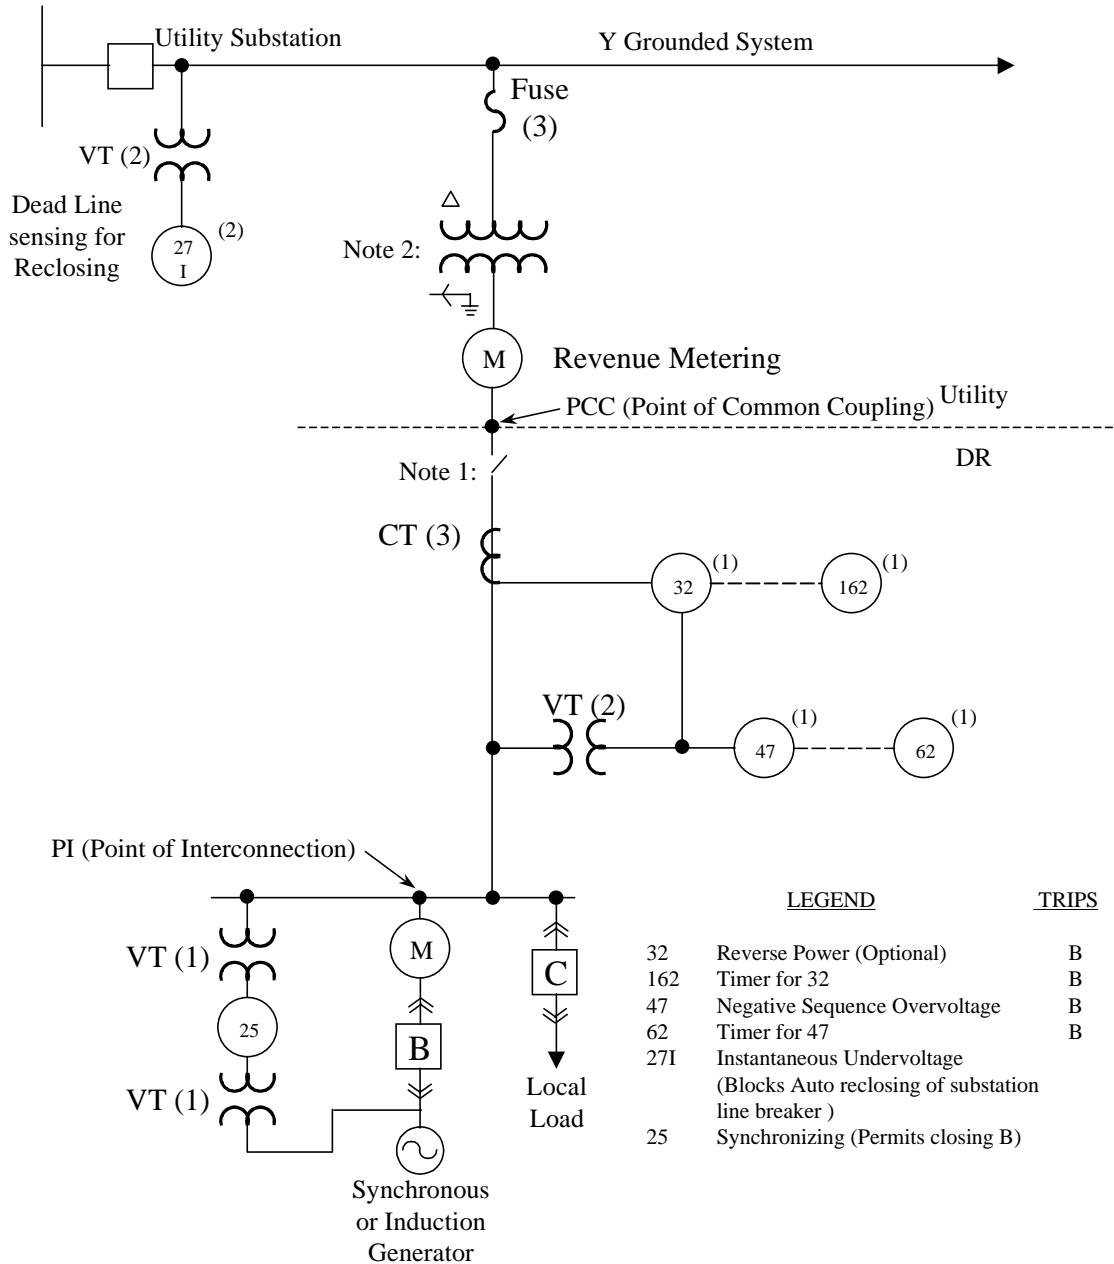 Utility Substation
Y Grounded System
Fuse
(3)
VT (2)
Dead Line
sensing for
Reclosing
27
I
(2)
Δ
Note 2:
M
Revenue Metering
PCC (Point of Common Coupling)
Utility
DR
Note 1:
CT (3)
32
(1)
162
(1)
VT (2)
47
(1)
62
(1)
PI (Point of Interconnection)
VT (1)
M
C
25
B
VT (1)
Local
Load
Synchronous
or Induction
Generator
LEGEND TRIPS
32 Reverse Power (Optional) B
162 Timer for 32 B
47 Negative Sequence Overvoltage B
62 Timer for 47 B
27I Instantaneous Undervoltage
(Blocks Auto reclosing of substation
line breaker )
25 Synchronizing (Permits closing B)